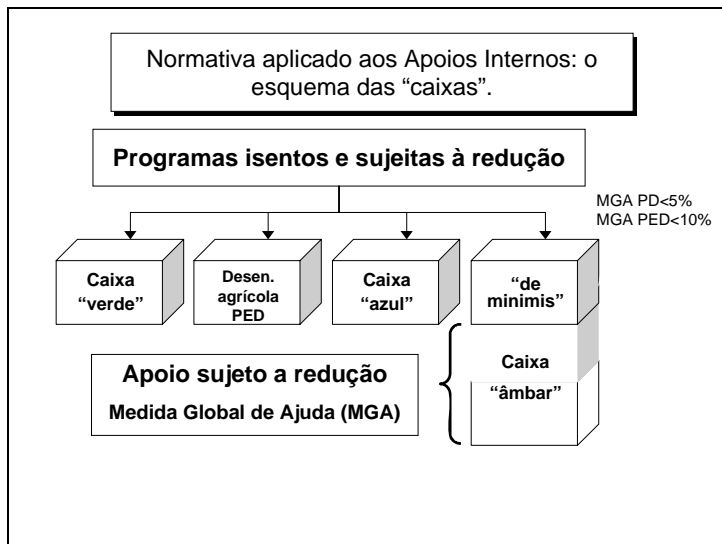 Normativa aplicado aos Apoios Internos: o
esquema das “caixas”.
Programas isentos e sujeitas à redução
MGA PD<5%
MGA PED<10%
Caixa
“verde”
Desen.
agrícola
PED
Caixa
“azul”
“de
minimis”
Apoio sujeto a redução
Medida Global de Ajuda (MGA)
Caixa
“âmbar”